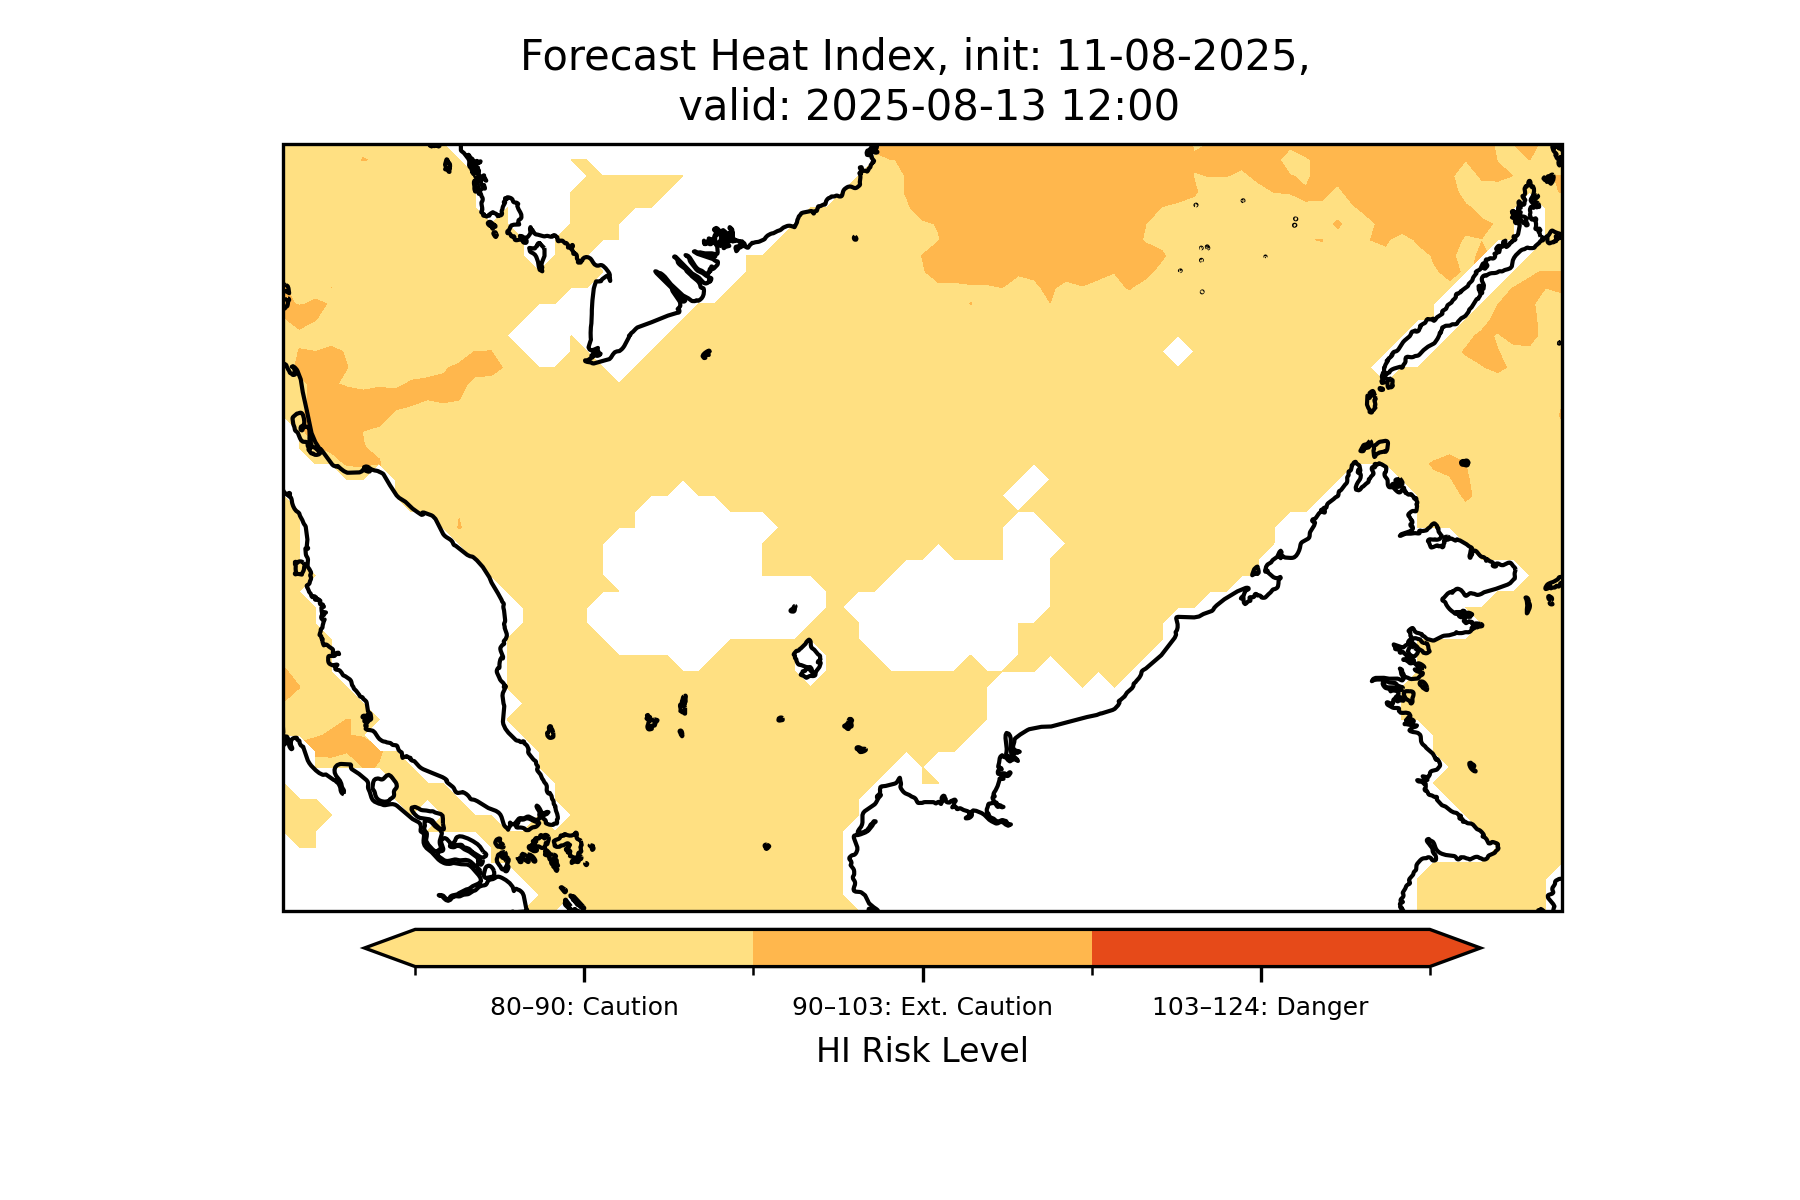 Forecast Heat Index, init: 11-08-2025,
valid: 2025-08-13 12:00
80–90: Caution
90–103: Ext. Caution
103–124: Danger
HI Risk Level